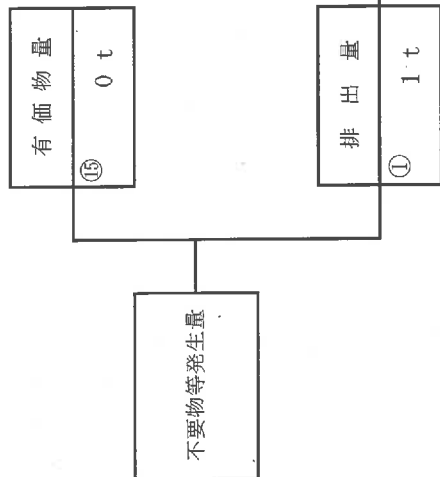 不要物等発生量
有価物量
⑮ 0 t
排出量
① 1 t